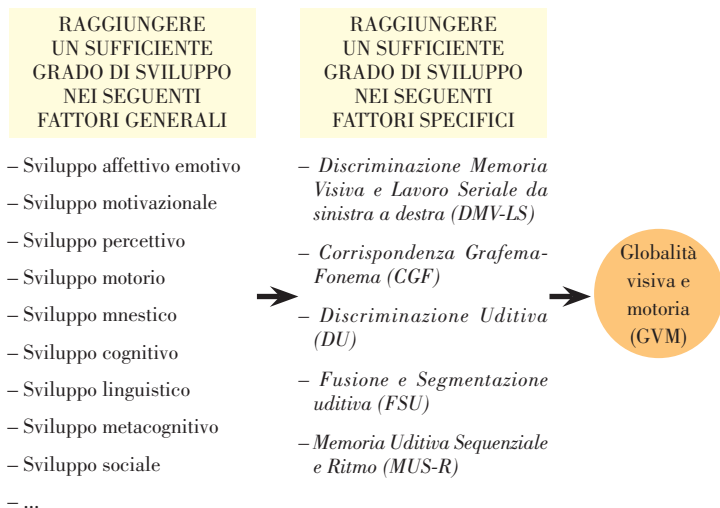 RAGGIUNGERE
UN SUFFICIENTE
GRADO DI SVILUPPO
NEI SEGUENTI
FATTORI GENERALI
– Sviluppo affettivo emotivo
– Sviluppo motivazionale
– Sviluppo percettivo
– Sviluppo motorio
– Sviluppo mnestico
– Sviluppo cognitivo
– Sviluppo linguistico
– Sviluppo metacognitivo
– Sviluppo sociale
– ...
RAGGIUNGERE
UN SUFFICIENTE
GRADO DI SVILUPPO
NEI SEGUENTI
FATTORI SPECIFICI
– Discriminazione Memoria
Visiva e Lavoro Seriale da
sinistra a destra (DMV-LS)
– Corrispondenza Grafema-
Fonema (CGF)
– Discriminazione Uditiva
(DU)
– Fusione e Segmentazione
uditiva (FSU)
– Memoria Uditiva Sequenziale
e Ritmo (MUS-R)
Globalità
visiva e
motoria
(GVM)